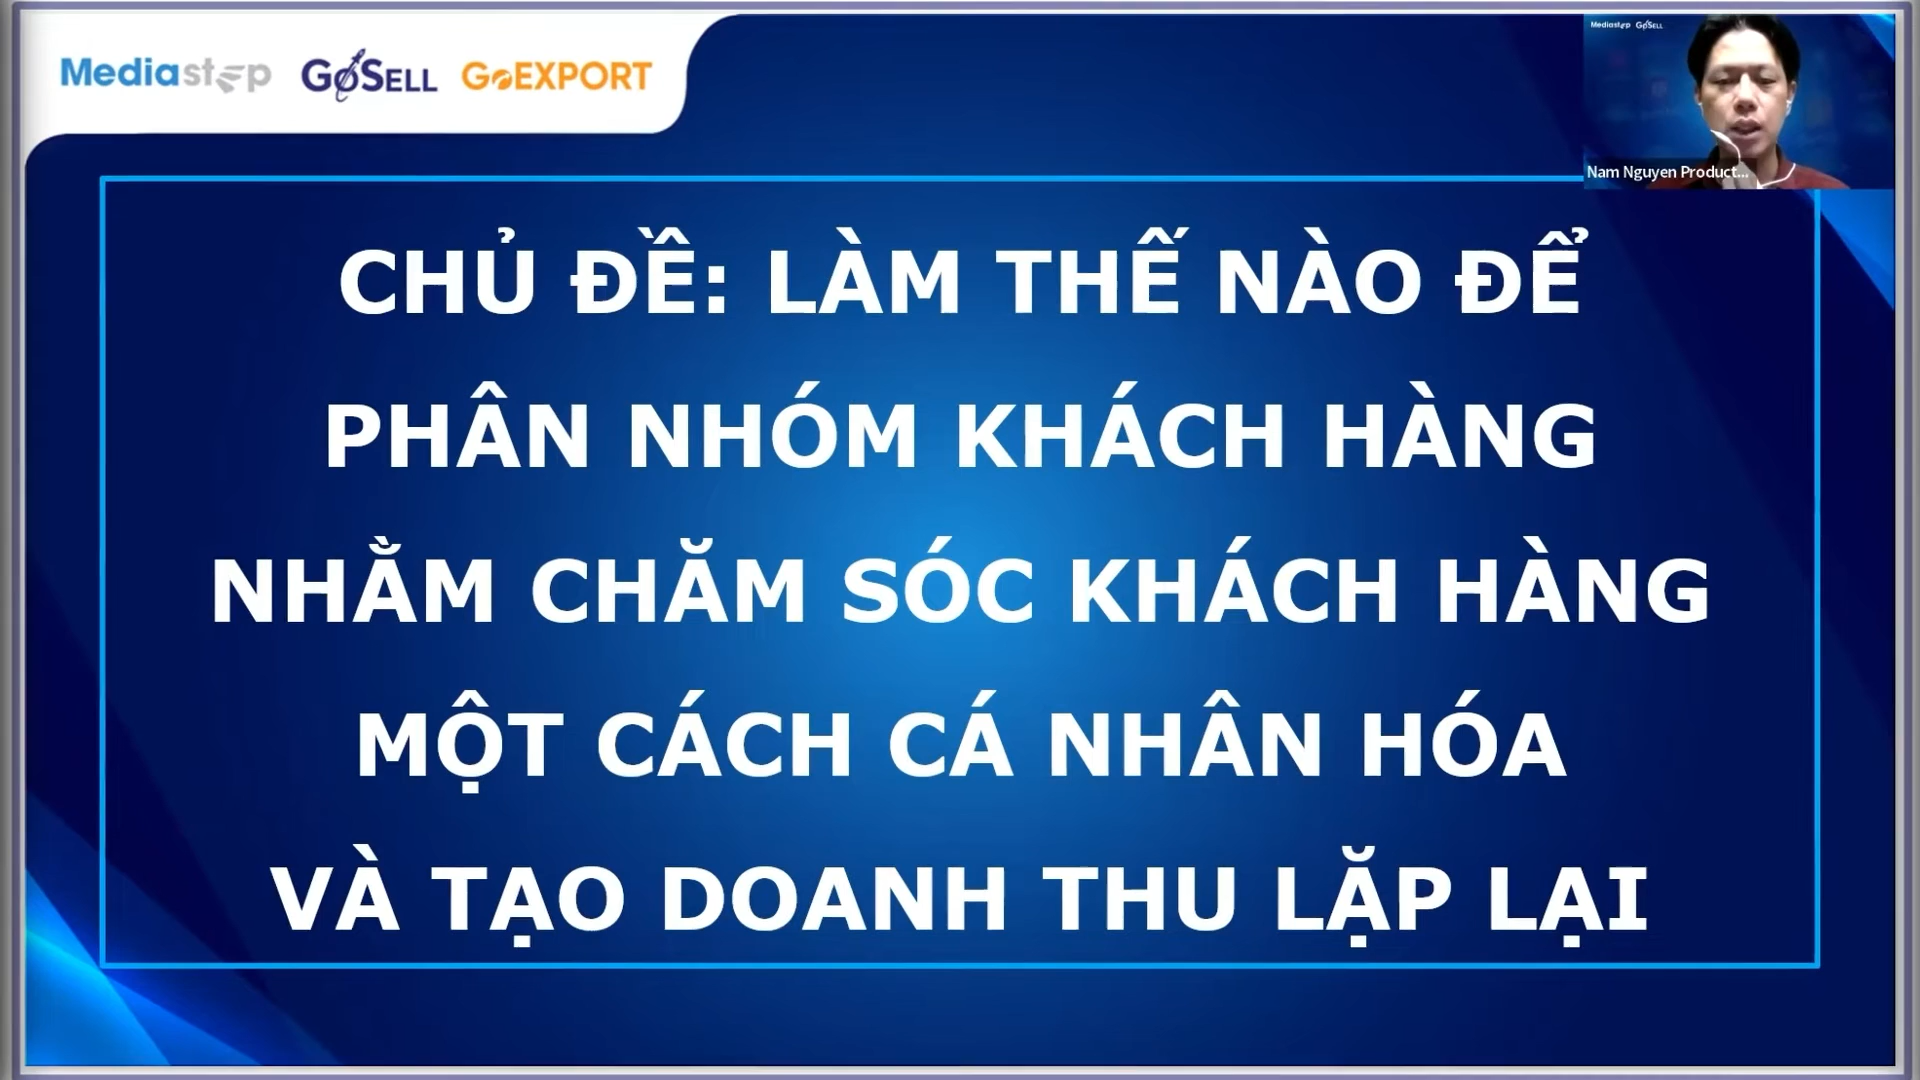 Mediastep GoSELL GoEXPORT
Mediastep GoSELL
Nam Nguyen Product...
CHỦ ĐỀ: LÀM THẾ NÀO ĐỂ
PHÂN NHÓM KHÁCH HÀNG
NHẰM CHĂM SÓC KHÁCH HÀNG
MỘT CÁCH CÁ NHÂN HÓA
VÀ TẠO DOANH THU LẶP LẠI